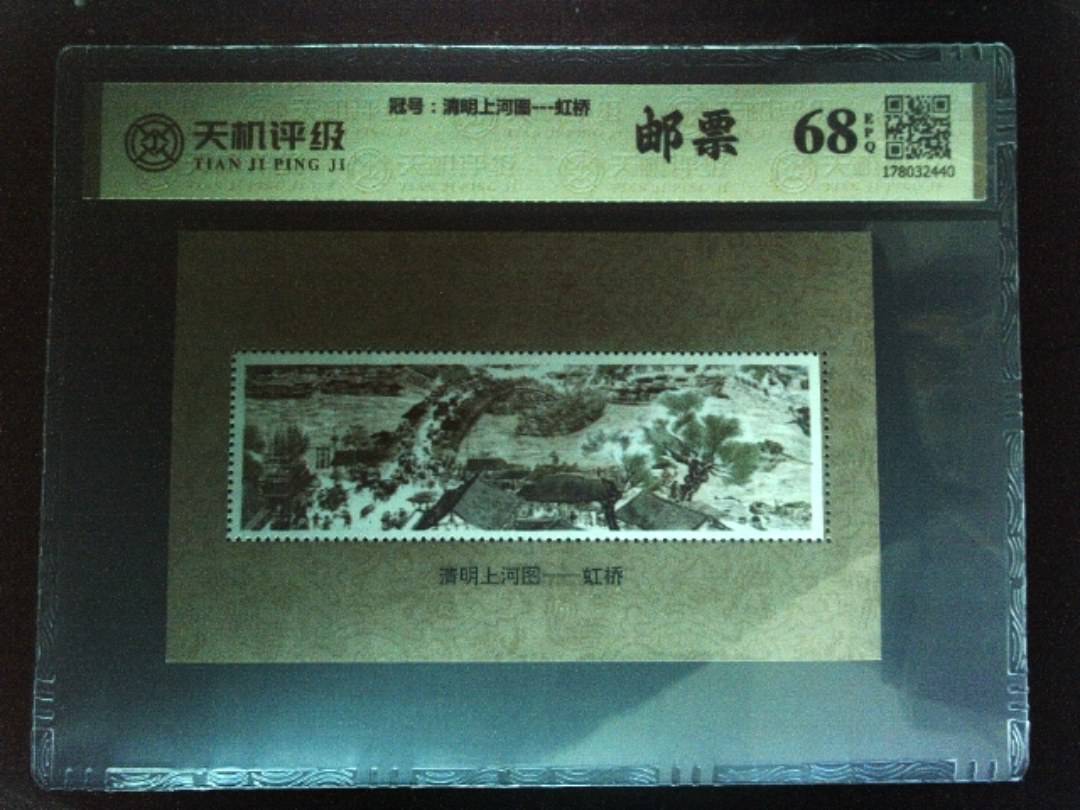 冠号：清明上河图---虹桥
天机评级
TIAN JI PING JI
邮票
68
EPQ
178032440
清明上河图——虹桥